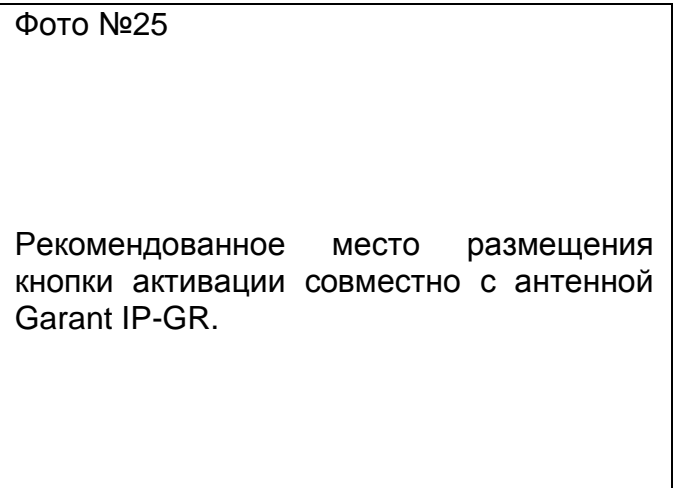 Фото №25
Рекомендованное место размещения
кнопки активации совместно с антенной
Garant IP-GR.